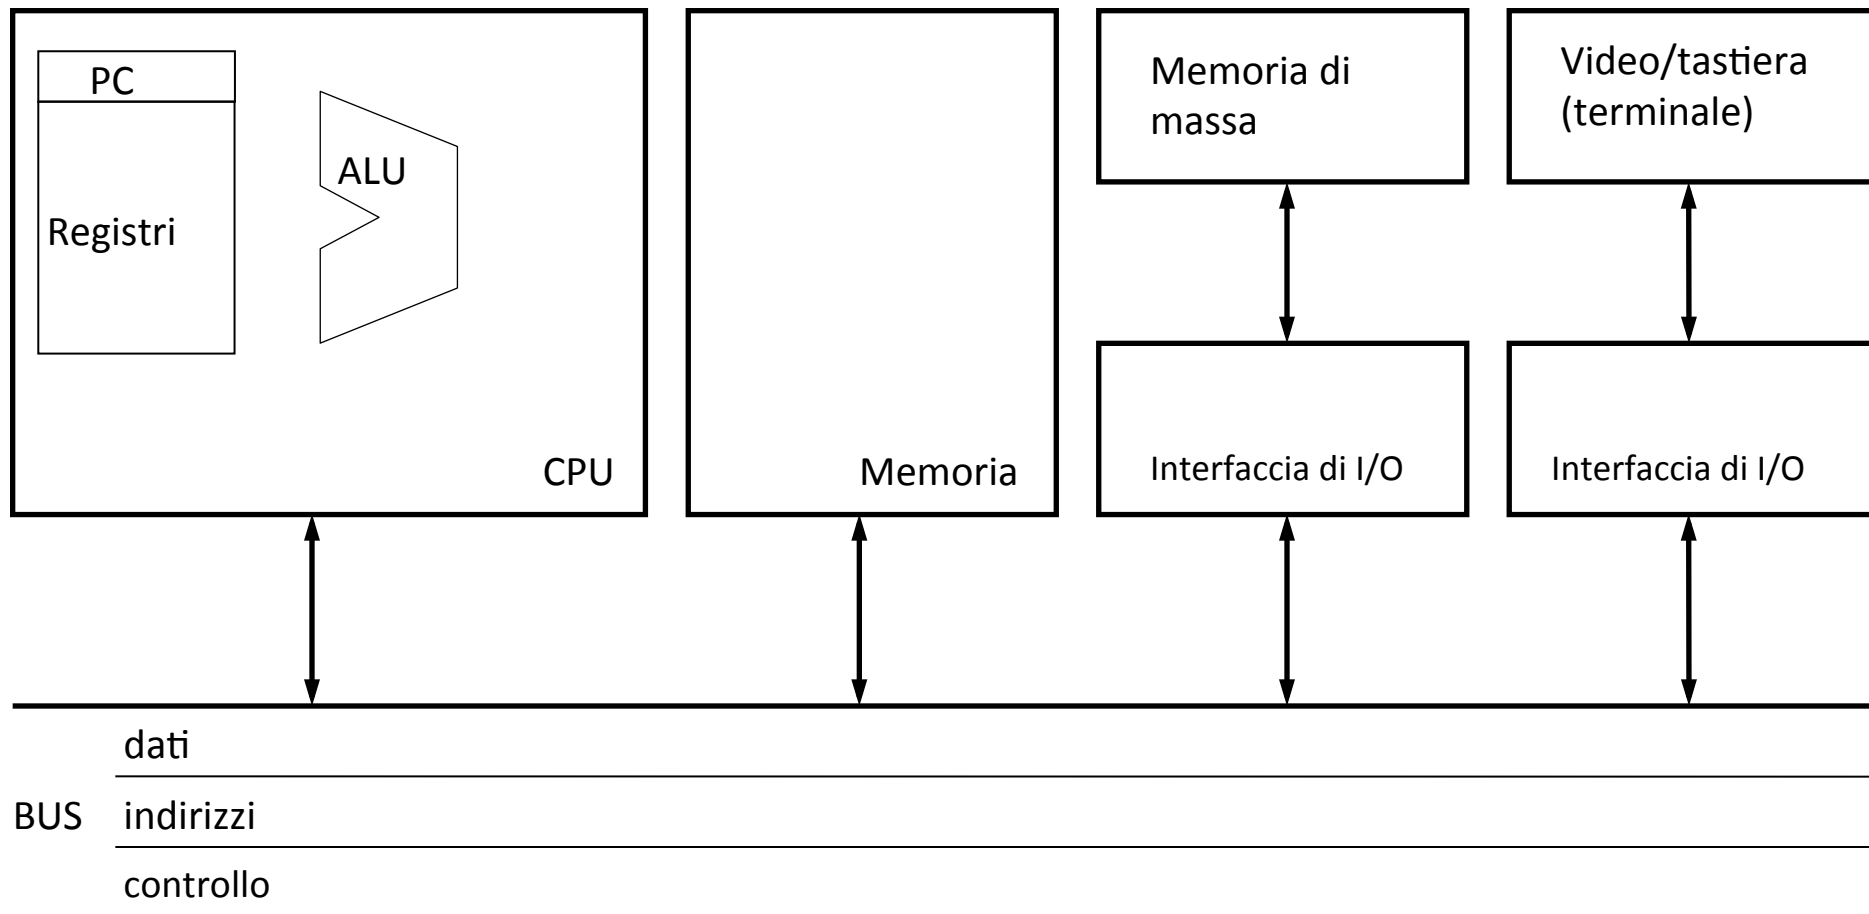 PC
Registri
ALU
CPU
Memoria
Memoria di
massa
Interfaccia di I/O
Video/tastiera
(terminale)
Interfaccia di I/O
BUS
dati
indirizzi
controllo